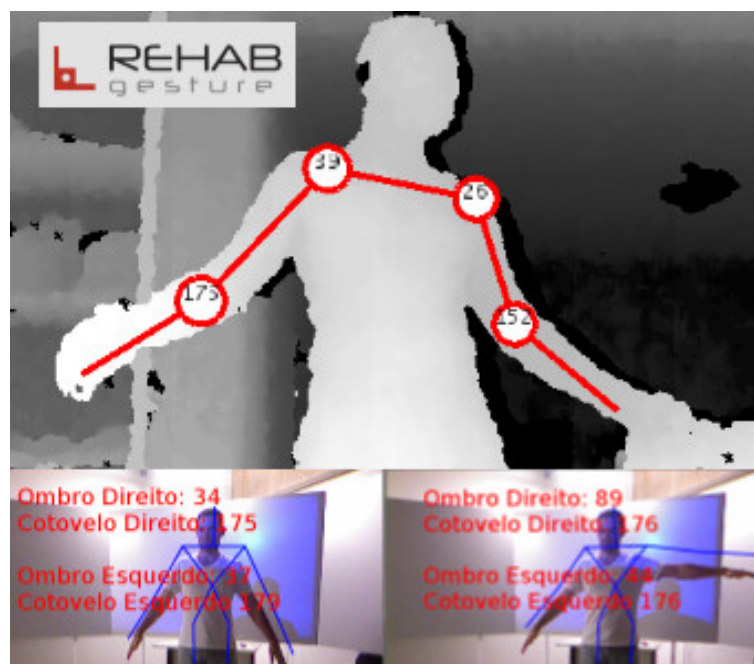 REHAB
gesture
39
26
175
152
Ombro Direito: 34
Cotovelo Direito: 175
Ombro Esquerdo: 37
Cotovelo Esquerdo 179
Ombro Direito: 89
Cotovelo Direito: 176
Ombro Esquerdo: 44
Cotovelo Esquerdo 176